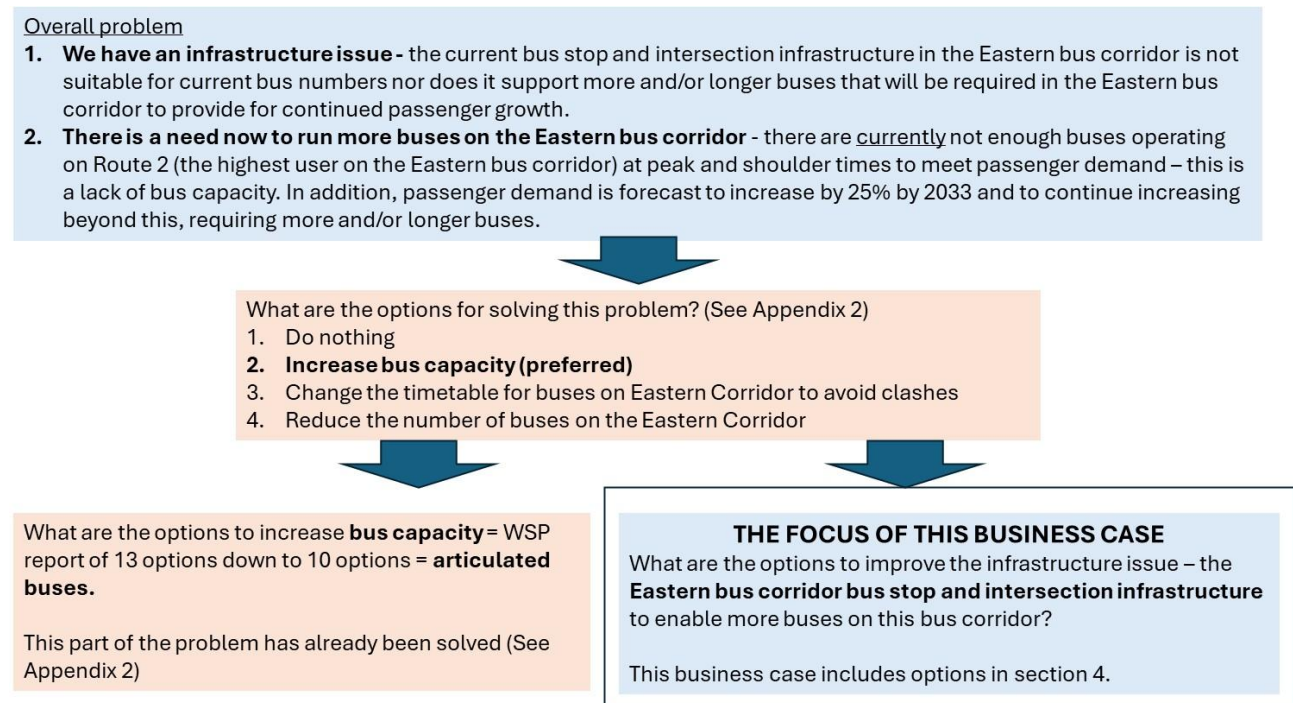 Overall problem
1. We have an infrastructure issue - the current bus stop and intersection infrastructure in the Eastern bus corridor is not
suitable for current bus numbers nor does it support more and/or longer buses that will be required in the Eastern bus
corridor to provide for continued passenger growth.
2. There is a need now to run more buses on the Eastern bus corridor - there are currently not enough buses operating
on Route 2 (the highest user on the Eastern bus corridor) at peak and shoulder times to meet passenger demand – this is
a lack of bus capacity. In addition, passenger demand is forecast to increase by 25% by 2033 and to continue increasing
beyond this, requiring more and/or longer buses.
What are the options for solving this problem? (See Appendix 2)
1. Do nothing
2. Increase bus capacity (preferred)
3. Change the timetable for buses on Eastern Corridor to avoid clashes
4. Reduce the number of buses on the Eastern Corridor
What are the options to increase bus capacity = WSP
report of 13 options down to 10 options = articulated
buses.
This part of the problem has already been solved (See
Appendix 2)
THE FOCUS OF THIS BUSINESS CASE
What are the options to improve the infrastructure issue – the
Eastern bus corridor bus stop and intersection infrastructure
to enable more buses on this bus corridor?
This business case includes options in section 4.